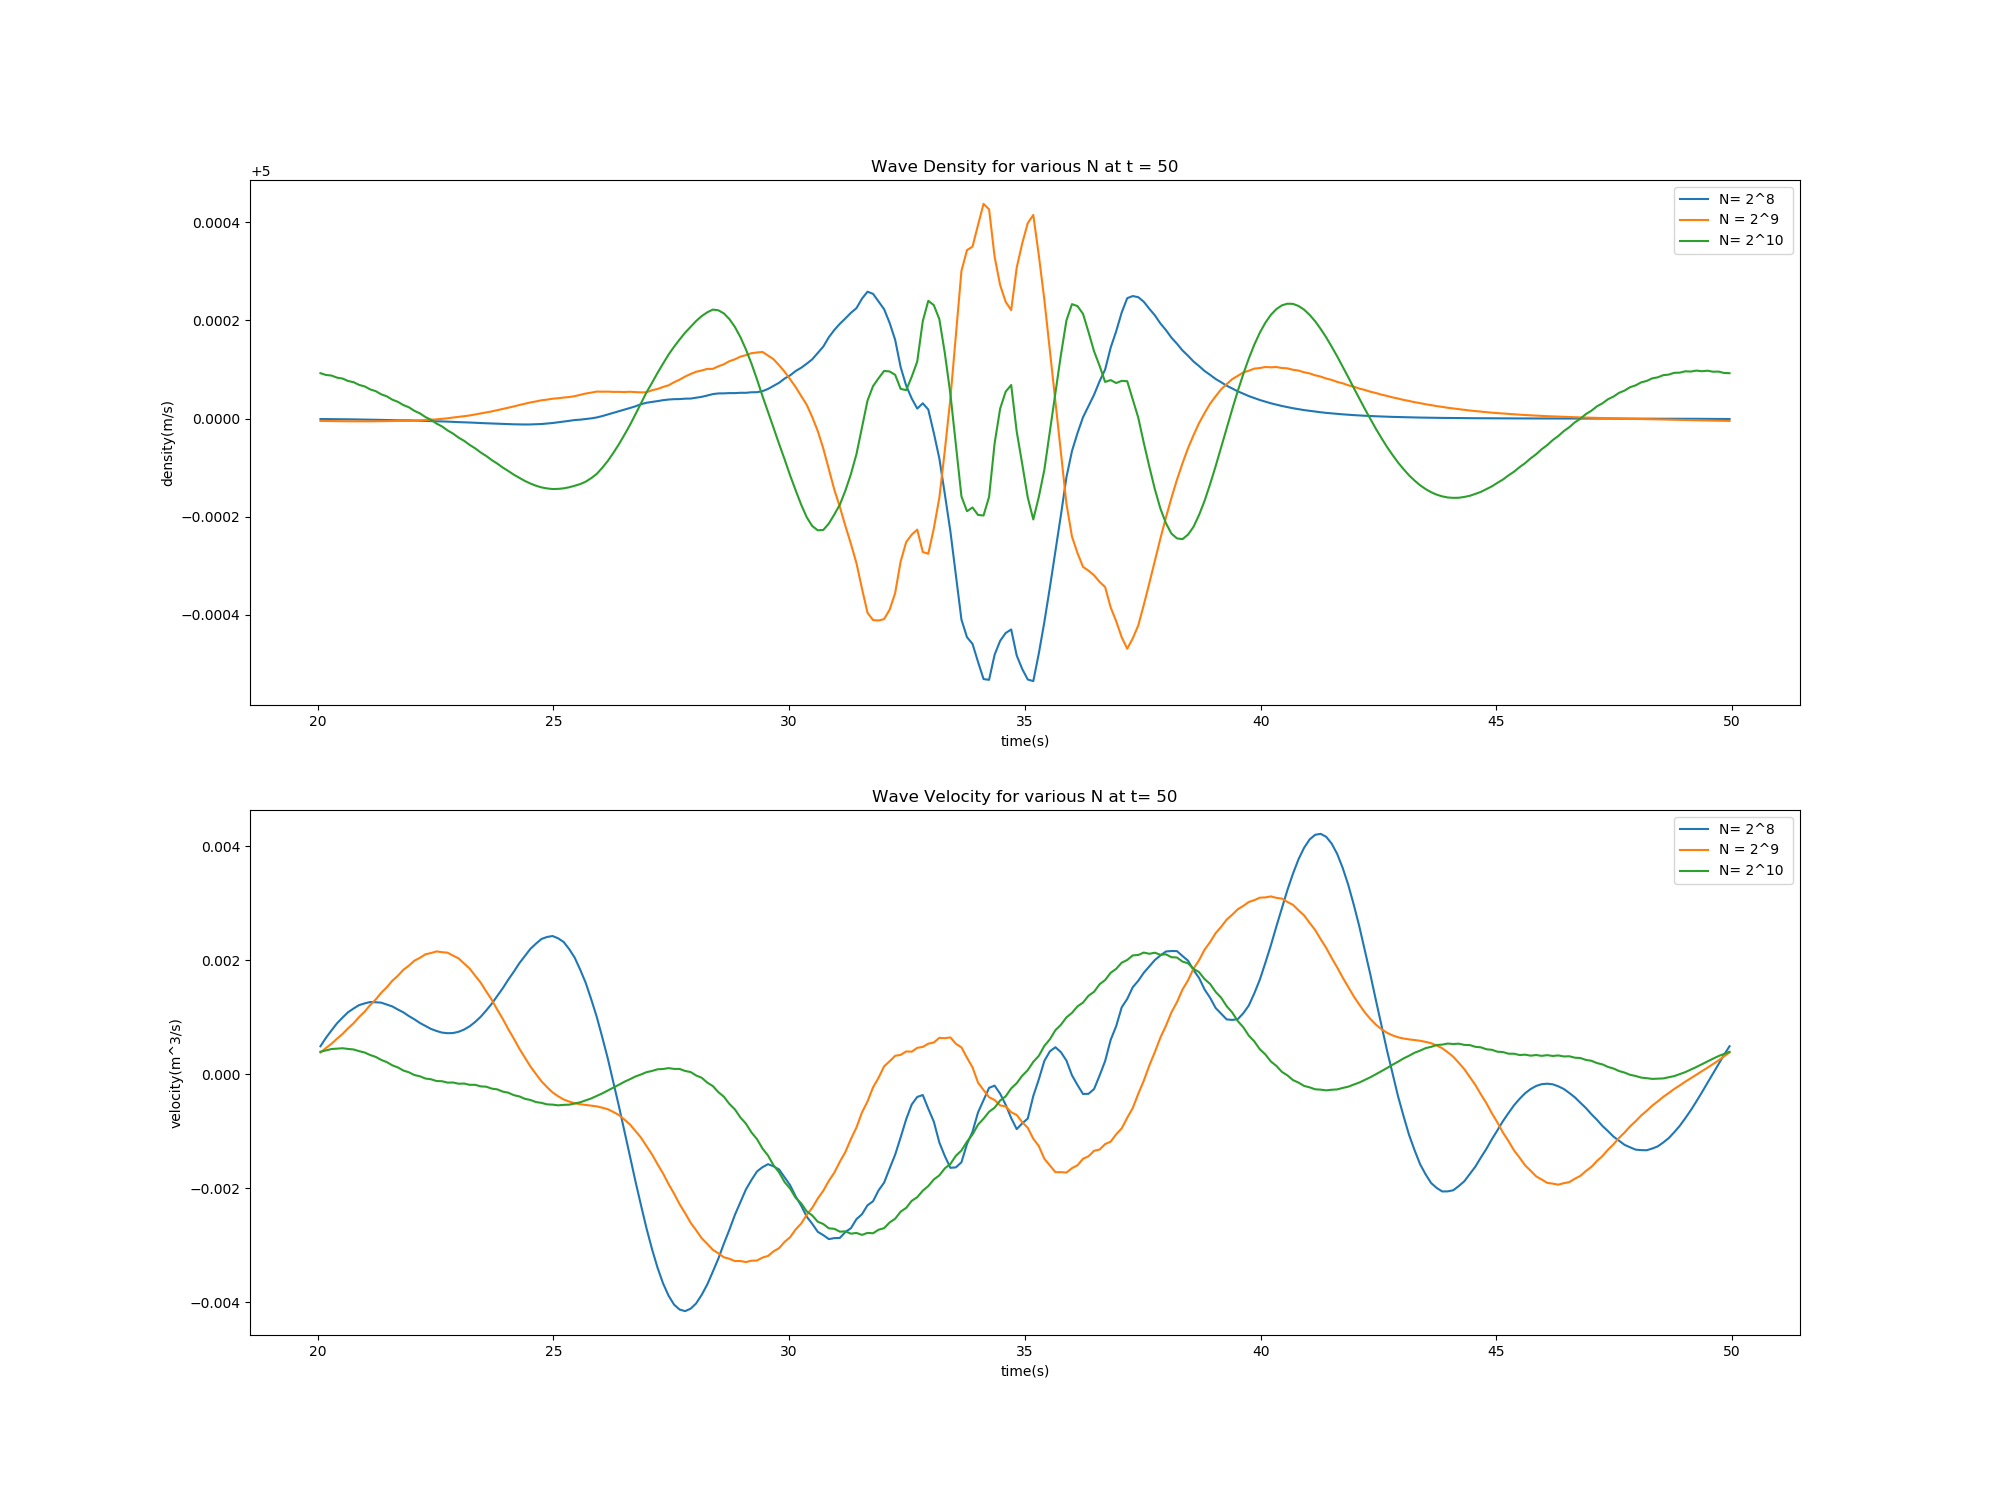 Wave Density for various N at t = 50
+5
N= 2^8
N = 2^9
N= 2^10
0.0004
0.0002
0.0000
−0.0002
−0.0004
density(m/s)
20 25 30 35 40 45 50
time(s)
Wave Velocity for various N at t= 50
N= 2^8
N = 2^9
N= 2^10
0.004
0.002
0.000
−0.002
−0.004
velocity(m^3/s)
20 25 30 35 40 45 50
time(s)